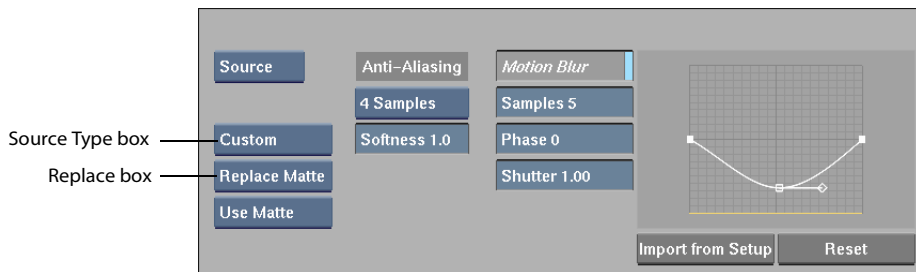 Source
Anti-Aliasing
Motion Blur
4 Samples
Samples 5
Source Type box
Custom
Softness 1.0
Phase 0
Replace box
Replace Matte
Shutter 1.00
Use Matte
Import from Setup
Reset